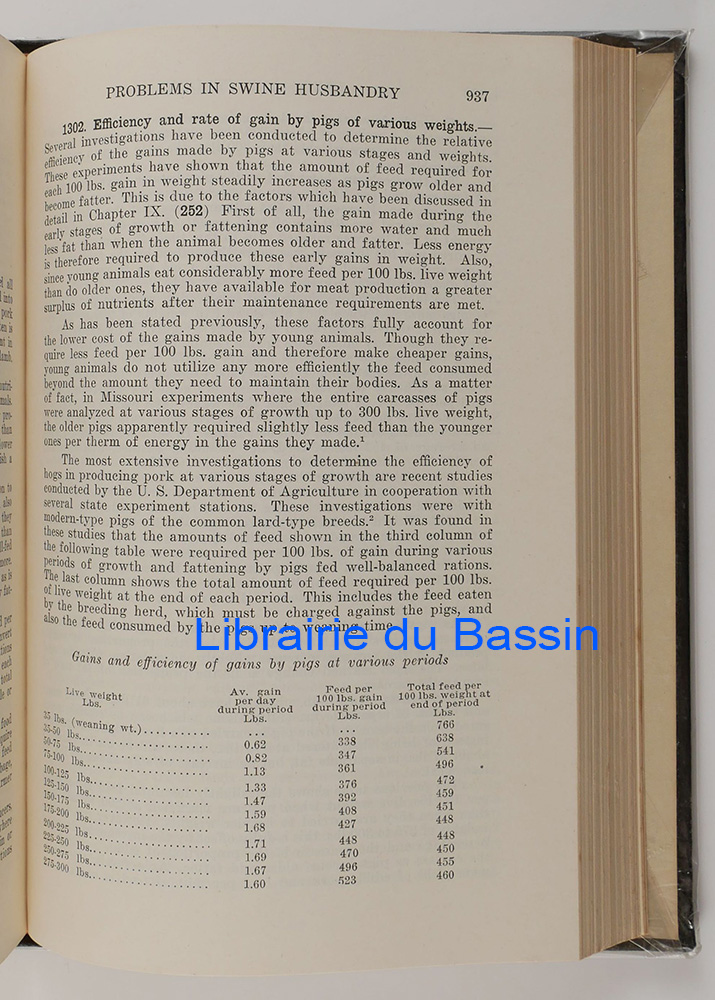 PROBLEMS IN SWINE HUSBANDRY 937
1302. Efficiency and rate of gain by pigs of various weights.—
Several investigations have been conducted to determine the relative
efficiency of the gains made by pigs at various stages and weights.
These experiments have shown that the amount of feed required for
each 100 lbs. gain in weight steadily increases as pigs grow older and
become fatter. This is due to the factors which have been discussed in
detail in Chapter IX. (252) First of all, the gain made during the
early stages of growth or fattening contains more water and much
less fat than when the animal becomes older and fatter. Less energy
is therefore required to produce these early gains in weight. Also,
since young animals eat considerably more feed per 100 lbs. live weight
than do older ones, they have available for meat production a greater
surplus of nutrients after their maintenance requirements are met.
As has been stated previously, these factors fully account for
the lower cost of the gains made by young animals. Though they re-
quire less feed per 100 lbs. gain and therefore make cheaper gains,
young animals do not utilize any more efficiently the feed consumed
beyond the amount they need to maintain their bodies. As a matter
of fact, in Missouri experiments where the entire carcasses of pigs
were analyzed at various stages of growth up to 300 lbs. live weight,
the older pigs apparently required slightly less feed than the younger
ones per therm of energy in the gains they made.¹
The most extensive investigations to determine the efficiency of
hogs in producing pork at various stages of growth are recent studies
conducted by the U. S. Department of Agriculture in cooperation with
several state experiment stations. These investigations were with
modern-type pigs of the common lard-type breeds.² It was found in
these studies that the amounts of feed shown in the third column of
the following table were required per 100 lbs. of gain during various
periods of growth and fattening by pigs fed well-balanced rations.
The last column shows the total amount of feed required per 100 lbs.
of live weight at the end of each period. This includes the feed eaten
by the breeding herd, which must be charged against the pigs, and
also the feed consumed by the pigs up to weaning time.
Librairie du Bassin
Gains and efficiency of gains by pigs at various periods
Live weight Av. gain Feed per Total feed per
Lbs. per day 100 lbs. gain 100 lbs. weight at
during period during period end of period
Lbs. Lbs. Lbs.
35 lbs. (weaning wt.)........... ... ... 766
35-50 lbs. 0.62 338 638
50-75 lbs. 0.82 347 541
75-100 lbs. 1.13 361 496
100-125 lbs. 1.33 376 472
125-150 lbs. 1.47 392 459
150-175 lbs. 1.59 408 451
175-200 lbs. 1.68 427 448
200-225 lbs. 1.71 448 448
225-250 lbs. 1.69 470 450
250-275 lbs. 1.67 496 455
275-300 lbs. 1.60 523 460